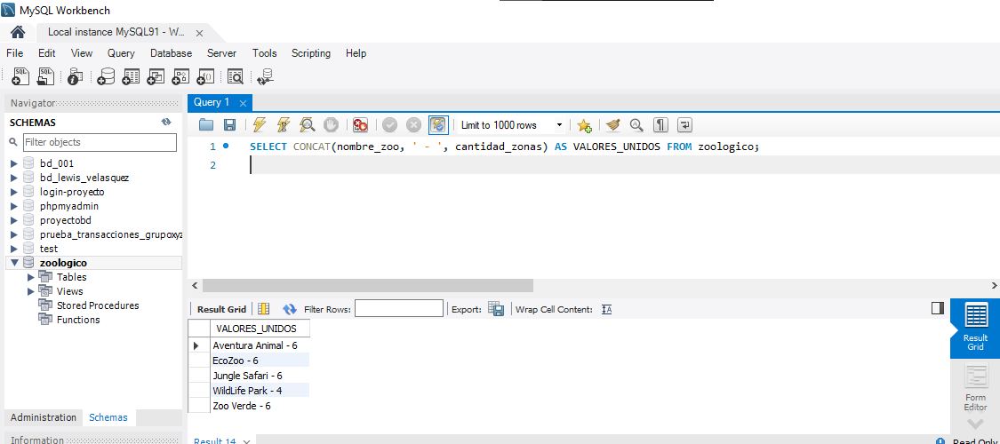 MySQL Workbench
Local instance MySQL91 - W...
File Edit View Query Database Server Tools Scripting Help
Navigator
SCHEMAS
Filter objects
bd_001
bd_lewis_velasquez
login-proyecto
phpmyadmin
proyectobd
prueba_transacciones_grupoxyz
test
zoologico
Tables
Views
Stored Procedures
Functions
Administration Schemas
Information
Query 1
Limit to 1000 rows
1 SELECT CONCAT(nombre_zoo, ' - ', cantidad_zonas) AS VALORES_UNIDOS FROM zoologico;
2
Result Grid Filter Rows: Export: Wrap Cell Content: IA
VALORES_UNIDOS
Aventura Animal - 6
EcoZoo - 6
Jungle Safari - 6
WildLife Park - 4
Zoo Verde - 6
Result Grid
Form Editor
Result 14
Read Only